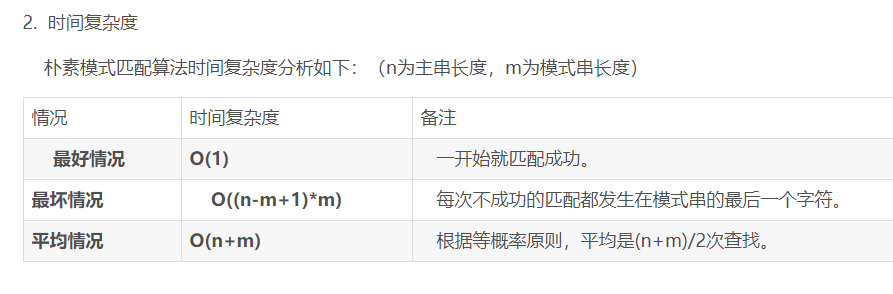 2. 时间复杂度
朴素模式匹配算法时间复杂度分析如下：（n为主串长度，m为模式串长度）
情况 时间复杂度 备注
最好情况 O(1) 一开始就匹配成功。
最坏情况 O((n-m+1)*m) 每次不成功的匹配都发生在模式串的最后一个字符。
平均情况 O(n+m) 根据等概率原则，平均是(n+m)/2次查找。